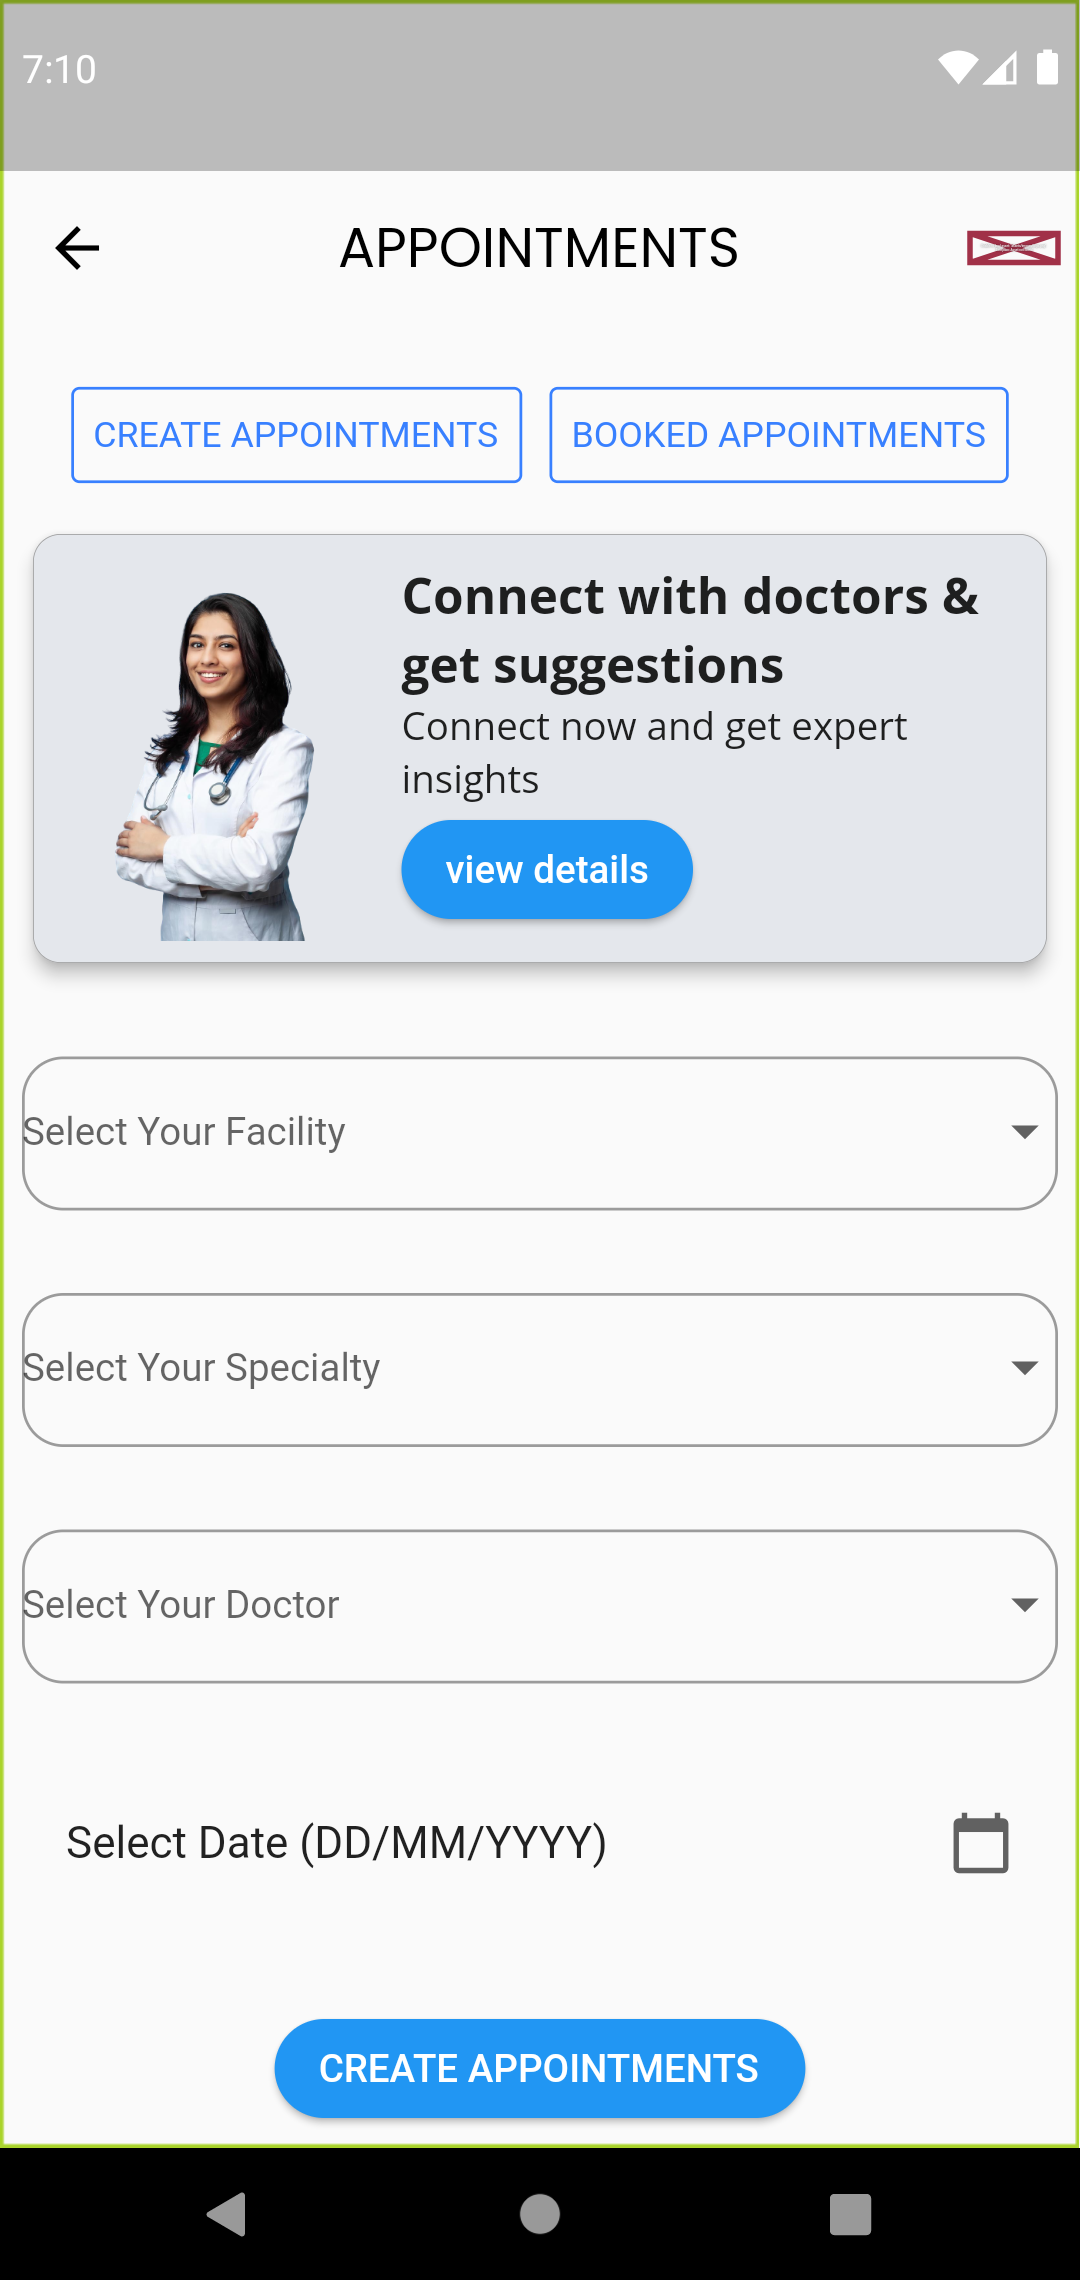 7:10
APPOINTMENTS
CREATE APPOINTMENTS
BOOKED APPOINTMENTS
Connect with doctors &
get suggestions
Connect now and get expert
insights
view details
Select Your Facility
Select Your Specialty
Select Your Doctor
Select Date (DD/MM/YYYY)
CREATE APPOINTMENTS